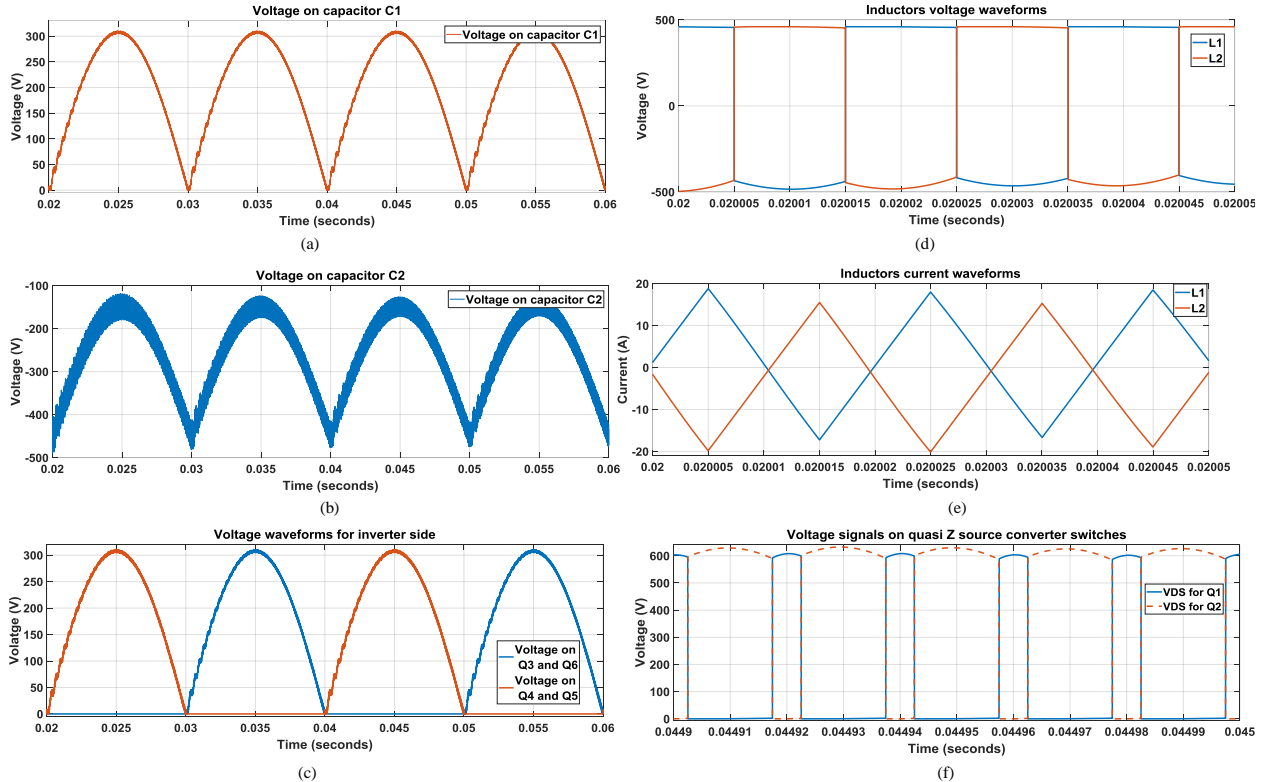 Voltage on capacitor C1
Voltage (V)
300
250
200
150
100
50
0
Voltage on capacitor C1
0.02 0.025 0.03 0.035 0.04 0.045 0.05 0.055 0.06
Time (seconds)
(a)
Voltage on capacitor C2
Voltage (V)
-100
-200
-300
-400
-500
Voltage on capacitor C2
0.02 0.025 0.03 0.035 0.04 0.045 0.05 0.055 0.06
Time (seconds)
(b)
Voltage waveforms for inverter side
Volatge (V)
300
250
200
150
100
50
0
Voltage on
Q3 and Q6
Voltage on
Q4 and Q5
0.02 0.025 0.03 0.035 0.04 0.045 0.05 0.055 0.06
Time (seconds)
(c)
Inductors voltage waveforms
Voltage (V)
500
0
-500
L1
L2
0.02 0.020005 0.02001 0.020015 0.02002 0.020025 0.02003 0.020035 0.02004 0.020045 0.02005
Time (seconds)
(d)
Inductors current waveforms
Current (A)
20
10
0
-10
-20
L1
L2
0.02 0.020005 0.02001 0.020015 0.02002 0.020025 0.02003 0.020035 0.02004 0.020045 0.02005
Time (seconds)
(e)
Voltage signals on quasi Z source converter switches
Voltage (V)
600
500
400
300
200
100
0
VDS for Q1
VDS for Q2
0.0449 0.04491 0.04492 0.04493 0.04494 0.04495 0.04496 0.04497 0.04498 0.04499 0.045
Time (seconds)
(f)